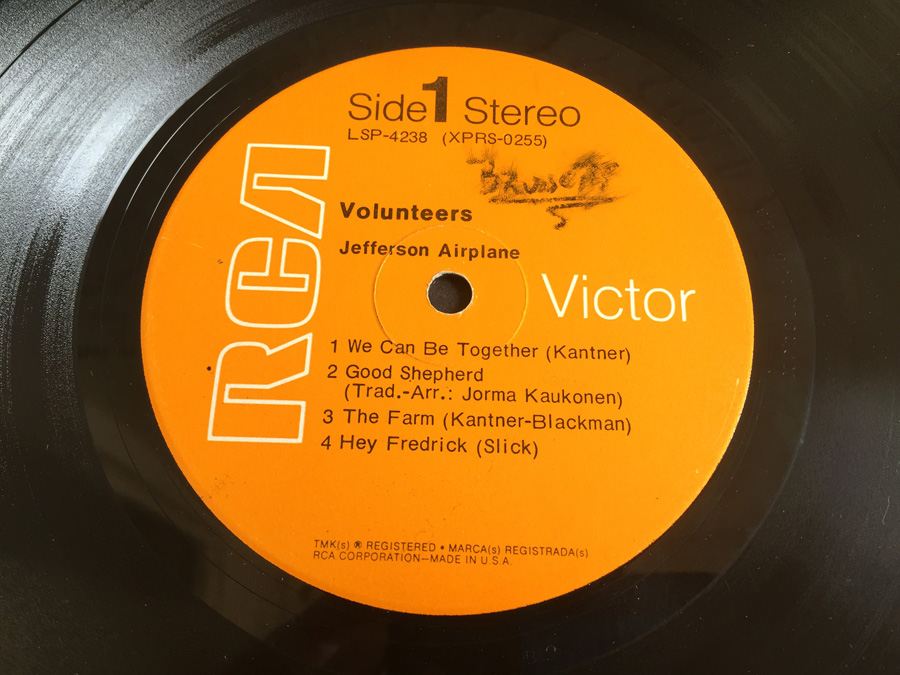 Side 1 Stereo
LSP-4238 (XPRS-0255)
RCA
Volunteers
Jefferson Airplane
Victor
1 We Can Be Together (Kantner)
2 Good Shepherd
(Trad.-Arr.: Jorma Kaukonen)
3 The Farm (Kantner-Blackman)
4 Hey Fredrick (Slick)
TMK(s) ® REGISTERED • MARCA(s) REGISTRADA(s)
RCA CORPORATION—MADE IN U.S.A.